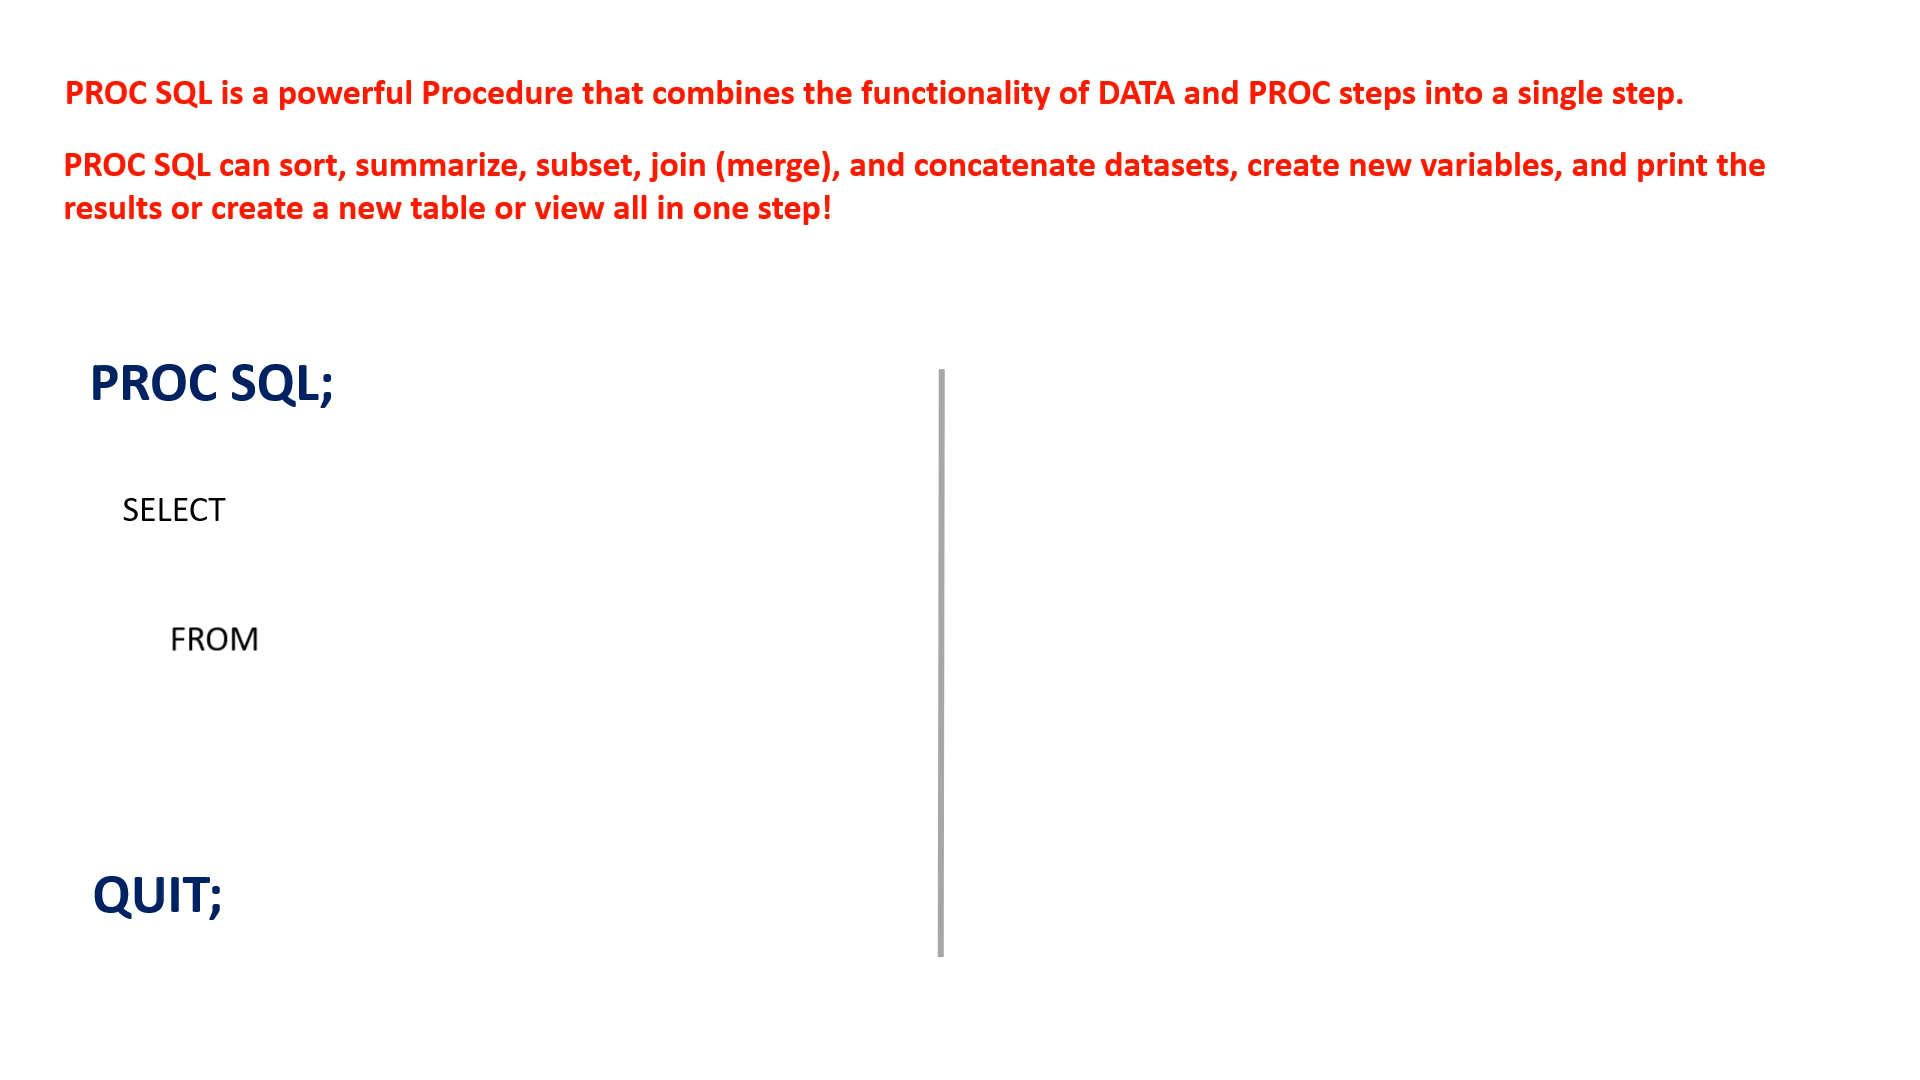 PROC SQL is a powerful Procedure that combines the functionality of DATA and PROC steps into a single step.
PROC SQL can sort, summarize, subset, join (merge), and concatenate datasets, create new variables, and print the
results or create a new table or view all in one step!
PROC SQL;
SELECT
FROM
QUIT;